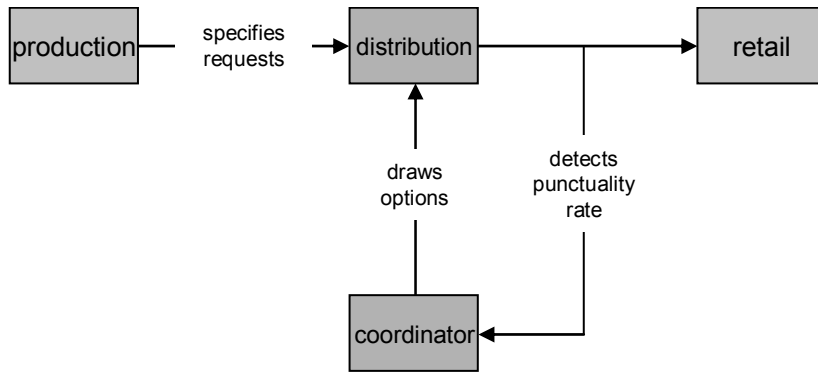 production
specifies
requests
distribution
retail
draws
options
detects
punctuality
rate
coordinator